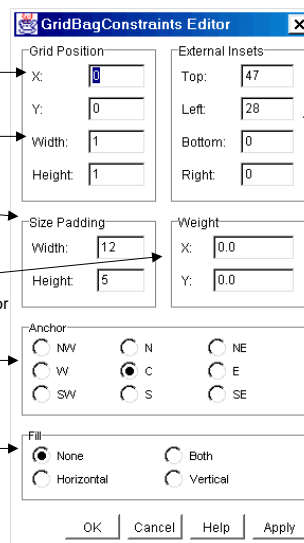 GridBagConstraints Editor
Grid Position
X: 0
Y: 0
Width: 1
Height: 1
External Insets
Top: 47
Left: 28
Bottom: 0
Right: 0
Size Padding
Width: 12
Height: 5
Weight
X: 0.0
Y: 0.0
or
Anchor
NW N NE
W C E
SW S SE
Fill
None Both
Horizontal Vertical
OK Cancel Help Apply